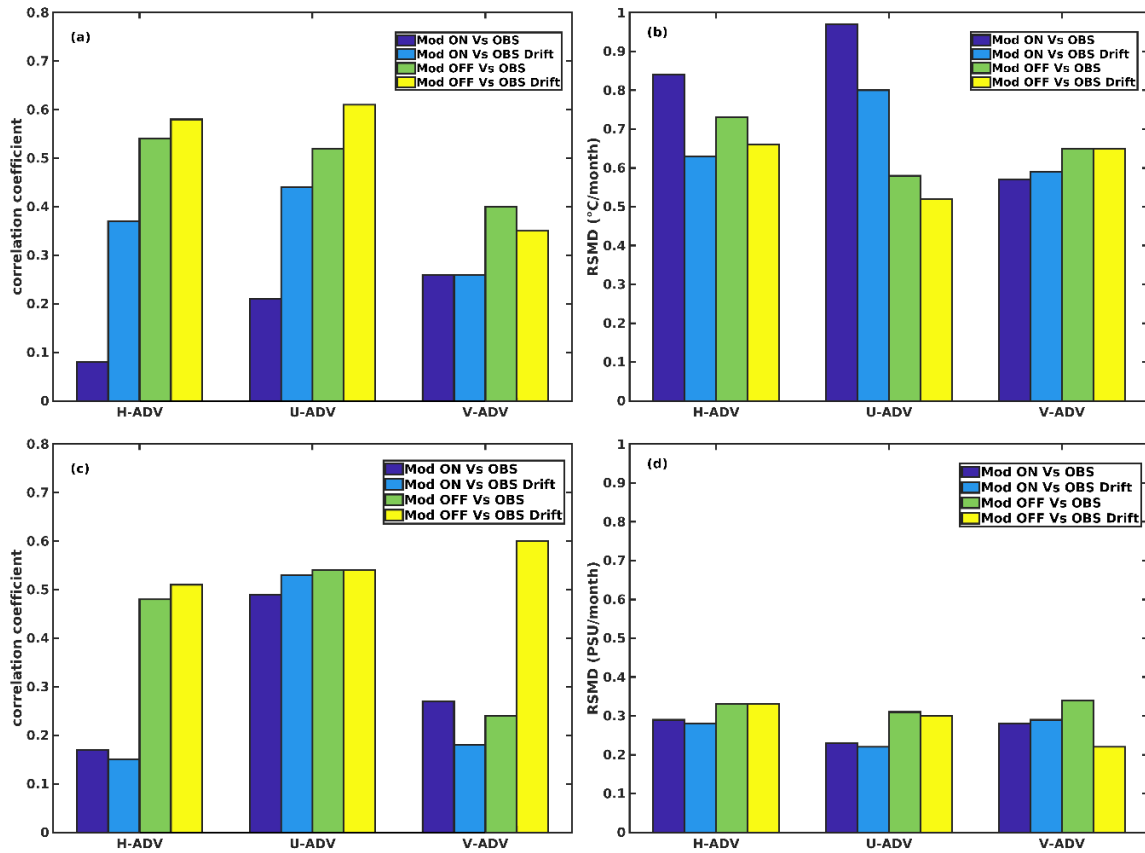 (a)
Mod ON Vs OBS
Mod ON Vs OBS Drift
Mod OFF Vs OBS
Mod OFF Vs OBS Drift
correlation coefficient
0.8
0.7
0.6
0.5
0.4
0.3
0.2
0.1
0
H-ADV U-ADV V-ADV
(b)
Mod ON Vs OBS
Mod ON Vs OBS Drift
Mod OFF Vs OBS
Mod OFF Vs OBS Drift
RSMD (°C/month)
1
0.9
0.8
0.7
0.6
0.5
0.4
0.3
0.2
0.1
0
H-ADV U-ADV V-ADV
(c)
Mod ON Vs OBS
Mod ON Vs OBS Drift
Mod OFF Vs OBS
Mod OFF Vs OBS Drift
correlation coefficient
0.8
0.7
0.6
0.5
0.4
0.3
0.2
0.1
0
H-ADV U-ADV V-ADV
(d)
Mod ON Vs OBS
Mod ON Vs OBS Drift
Mod OFF Vs OBS
Mod OFF Vs OBS Drift
RSMD (PSU/month)
1
0.9
0.8
0.7
0.6
0.5
0.4
0.3
0.2
0.1
0
H-ADV U-ADV V-ADV